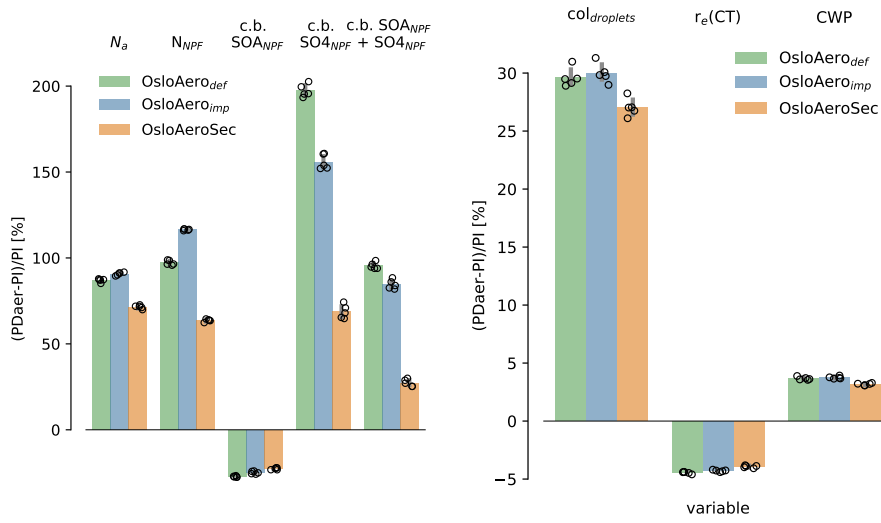 N_a
N_NPF
c.b.
SOA_NPF
c.b.
SO4_NPF
c.b. SOA_NPF
+ SO4_NPF
OsloAero_def
OsloAero_imp
OsloAeroSec
(PDaer-PI)/PI [%]
200
150
100
50
0
col_droplets
r_e(CT)
CWP
OsloAero_def
OsloAero_imp
OsloAeroSec
(PDaer-PI)/PI [%]
30
25
20
15
10
5
0
−5
variable